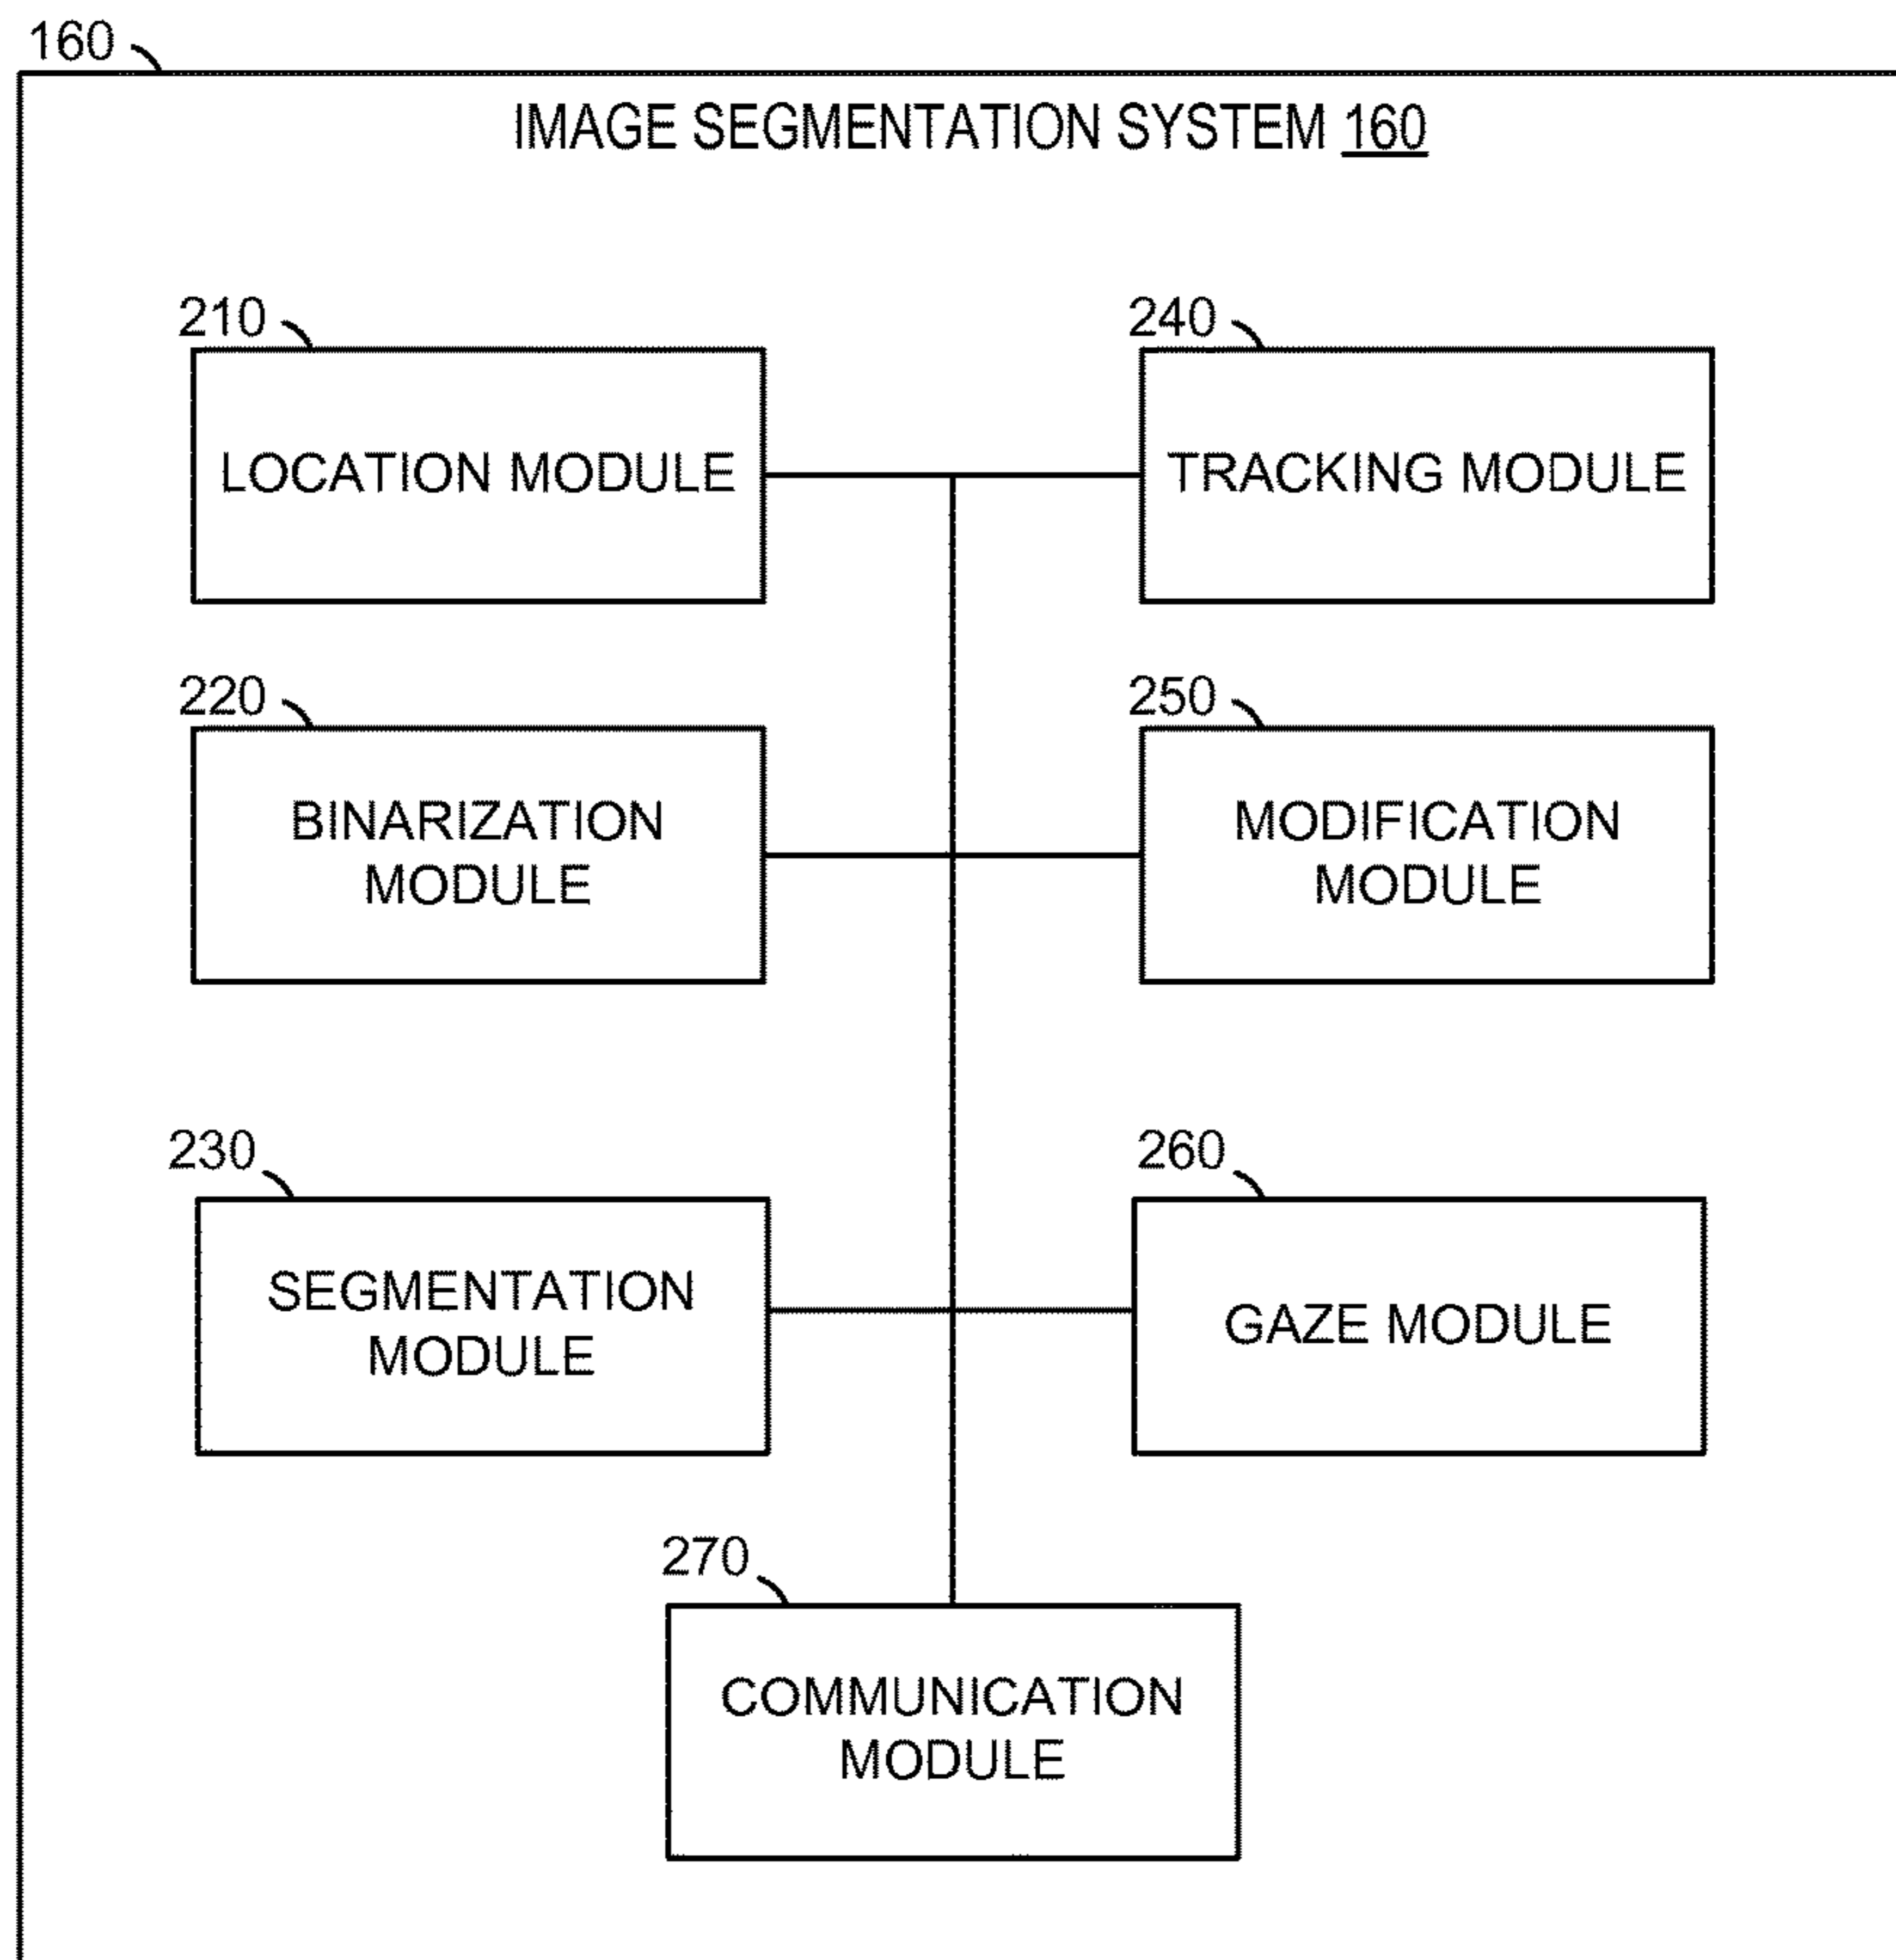 160
IMAGE SEGMENTATION SYSTEM 160
210
LOCATION MODULE
240
TRACKING MODULE
220
BINARIZATION
MODULE
250
MODIFICATION
MODULE
230
SEGMENTATION
MODULE
260
GAZE MODULE
270
COMMUNICATION
MODULE